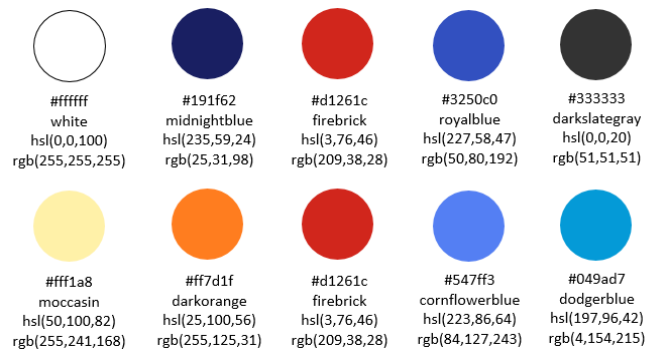 #ffffff
white
hsl(0,0,100)
rgb(255,255,255)
#191f62
midnightblue
hsl(235,59,24)
rgb(25,31,98)
#d1261c
firebrick
hsl(3,76,46)
rgb(209,38,28)
#3250c0
royalblue
hsl(227,58,47)
rgb(50,80,192)
#333333
darkslategray
hsl(0,0,20)
rgb(51,51,51)
#fff1a8
moccasin
hsl(50,100,82)
rgb(255,241,168)
#ff7d1f
darkorange
hsl(25,100,56)
rgb(255,125,31)
#d1261c
firebrick
hsl(3,76,46)
rgb(209,38,28)
#547ff3
cornflowerblue
hsl(223,86,64)
rgb(84,127,243)
#049ad7
dodgerblue
hsl(197,96,42)
rgb(4,154,215)